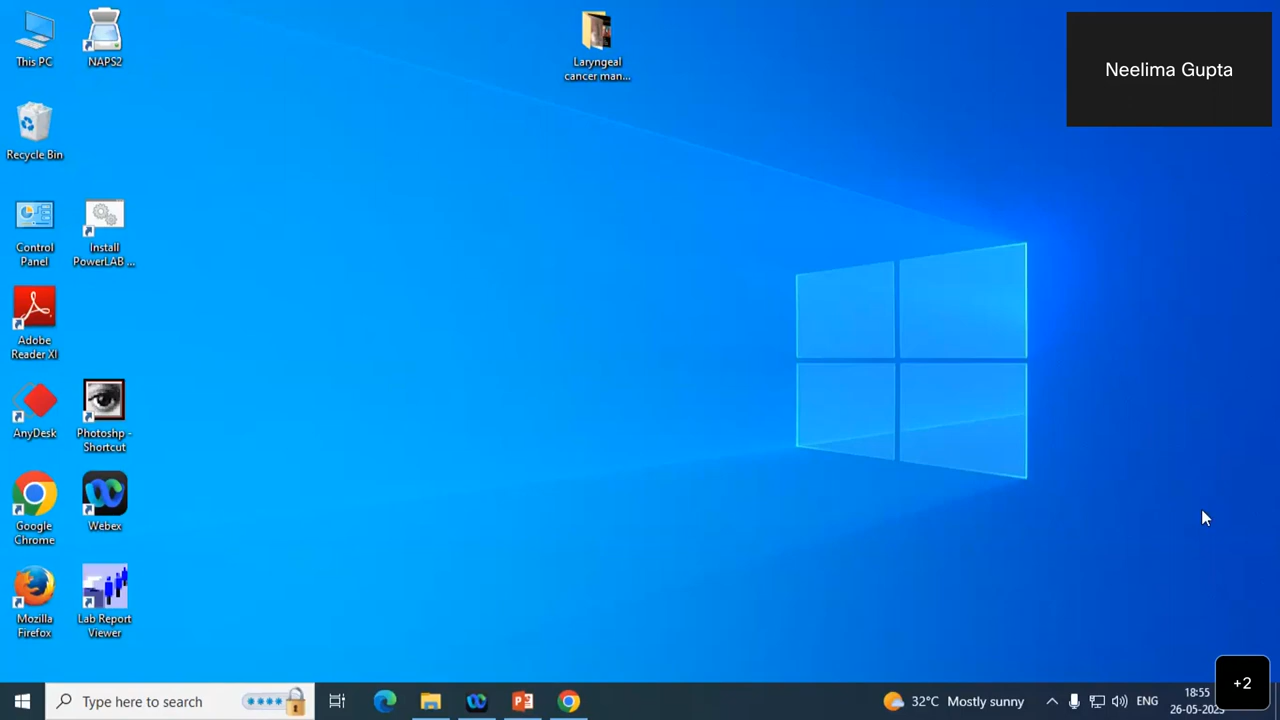 This PC
NAPS2
Laryngeal
cancer man...
Neelima Gupta
Recycle Bin
Control
Panel
Install
PowerLAB ...
Adobe
Reader XI
AnyDesk
Photoshp -
Shortcut
Google
Chrome
Webex
Mozilla
Firefox
Lab Report
Viewer
Type here to search
32°C Mostly sunny
ENG
18:55
26-05-202
+2